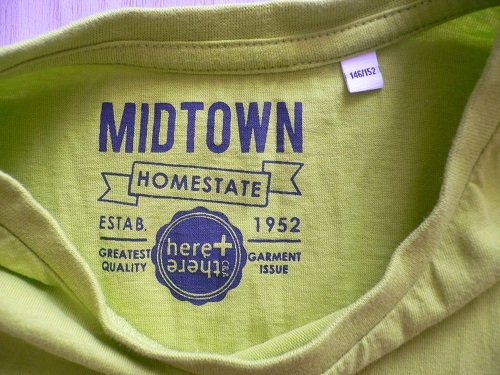 146/152
MIDTOWN
HOMESTATE
ESTAB. 1952
GREATEST QUALITY
here+there
GARMENT ISSUE